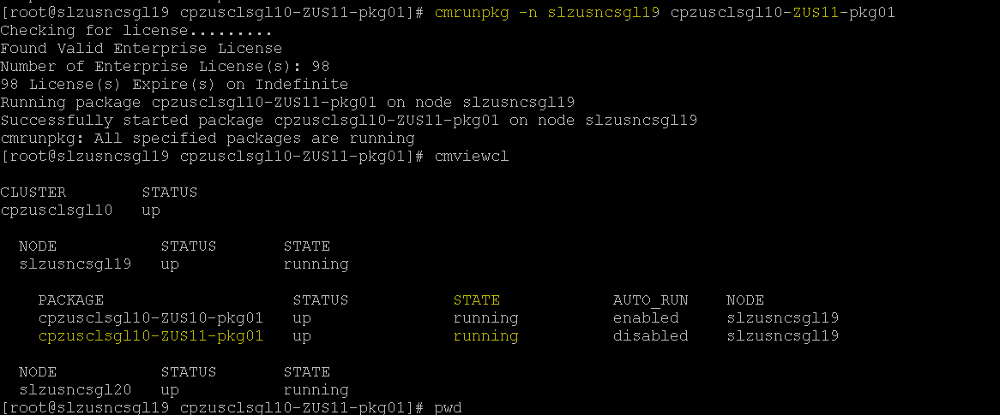 [root@slzusncsgl19 cpzusclsgl10-ZUS11-pkg01]# cmrunpkg -n slzusncsgl19 cpzusclsgl10-ZUS11-pkg01
Checking for license.........
Found Valid Enterprise License
Number of Enterprise License(s): 98
98 License(s) Expire(s) on Indefinite
Running package cpzusclsgl10-ZUS11-pkg01 on node slzusncsgl19
Successfully started package cpzusclsgl10-ZUS11-pkg01 on node slzusncsgl19
cmrunpkg: All specified packages are running
[root@slzusncsgl19 cpzusclsgl10-ZUS11-pkg01]# cmviewcl
CLUSTER        STATUS
cpzusclsgl10   up
  NODE           STATUS       STATE
  slzusncsgl19   up           running
    PACKAGE                    STATUS           STATE            AUTO_RUN    NODE
    cpzusclsgl10-ZUS10-pkg01   up               running          enabled     slzusncsgl19
    cpzusclsgl10-ZUS11-pkg01   up               running          disabled    slzusncsgl19
  NODE           STATUS       STATE
  slzusncsgl20   up           running
[root@slzusncsgl19 cpzusclsgl10-ZUS11-pkg01]# pwd